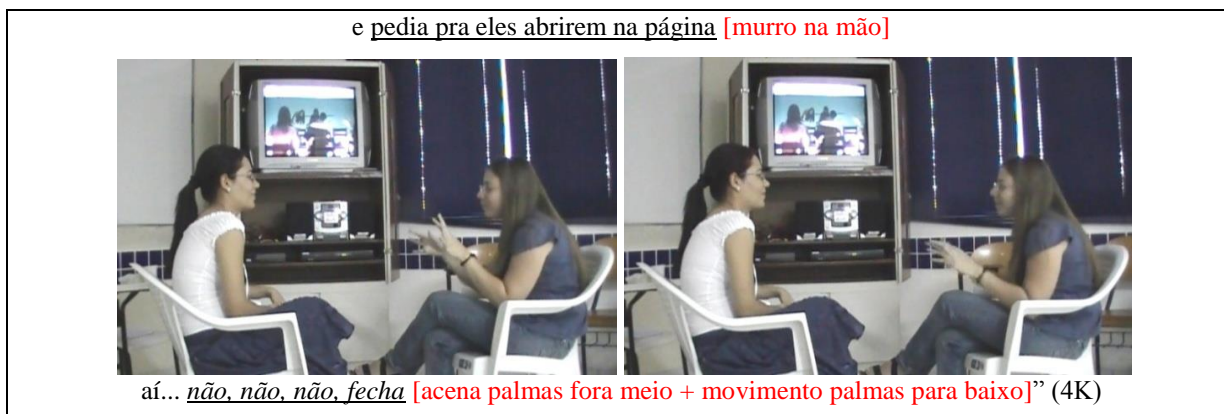 e pedia pra eles abrirem na página [murro na mão]
aí... não, não, não, fecha [acena palmas fora meio + movimento palmas para baixo]” (4K)